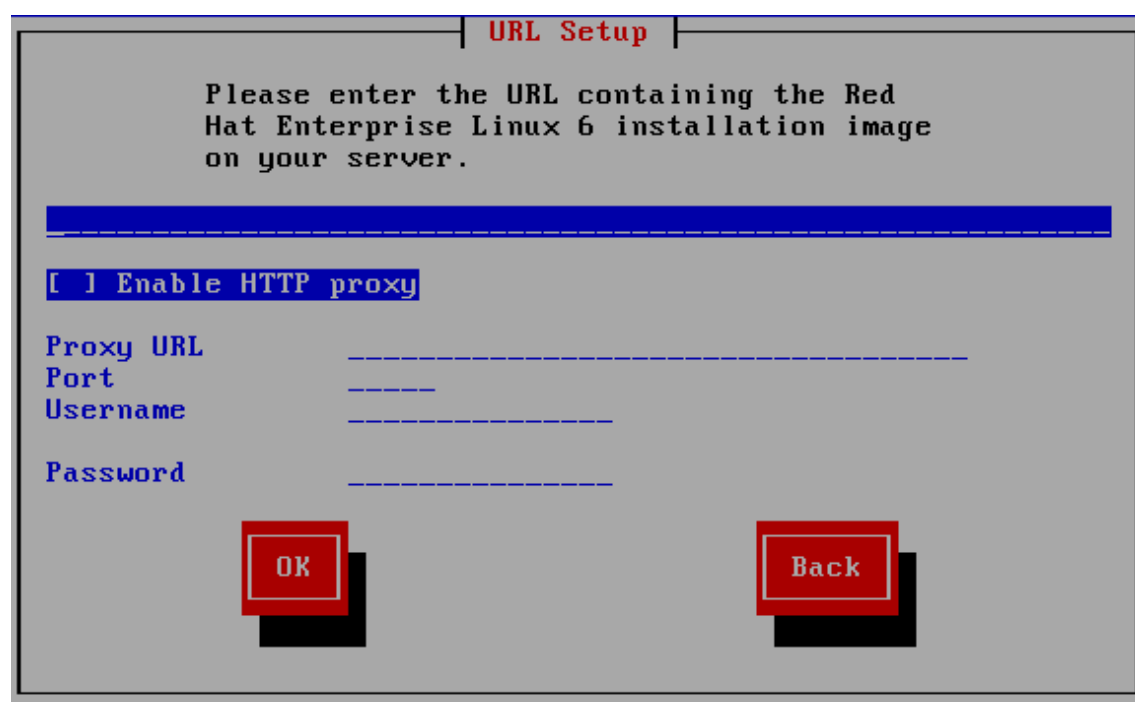 URL Setup
Please enter the URL containing the Red
Hat Enterprise Linux 6 installation image
on your server.
[ ] Enable HTTP proxy
Proxy URL
Port
Username
Password
OK Back